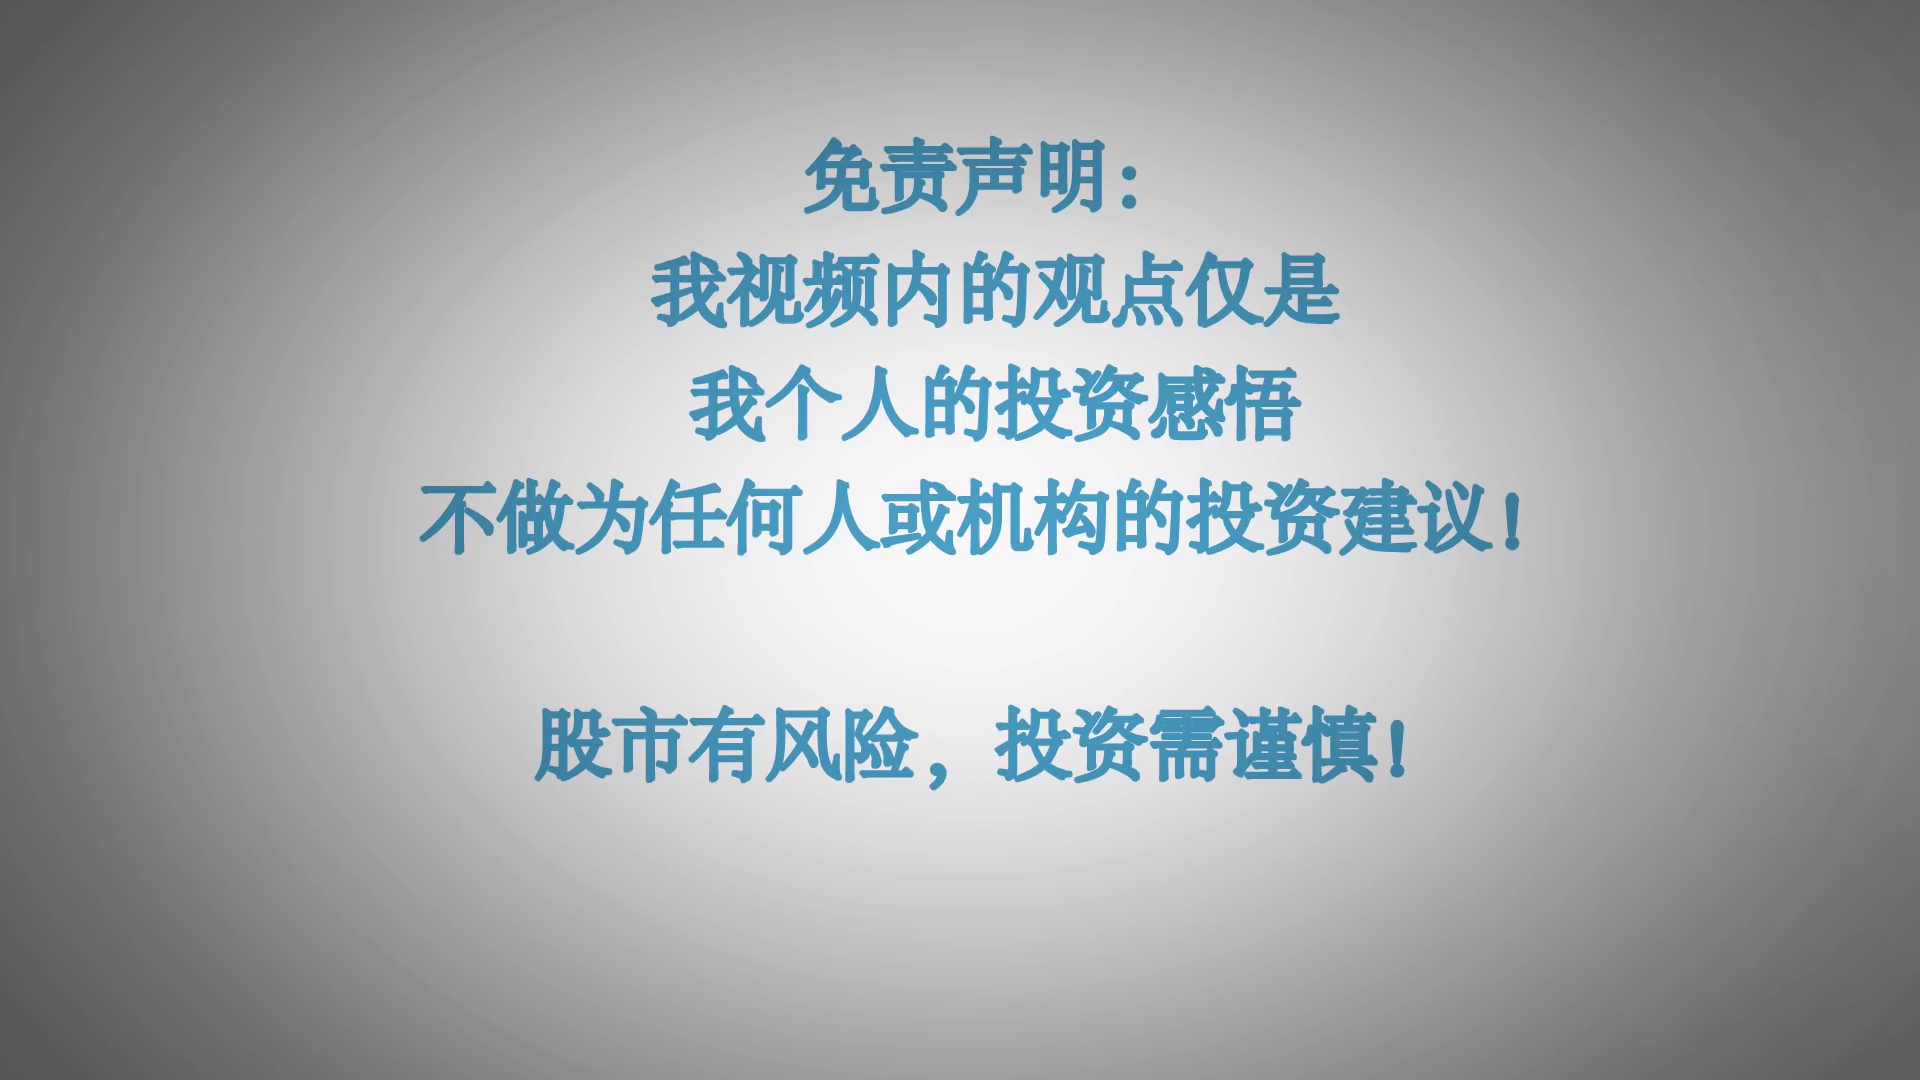 免责声明：
我视频内的观点仅是
我个人的投资感悟
不做为任何人或机构的投资建议！
股市有风险，投资需谨慎！